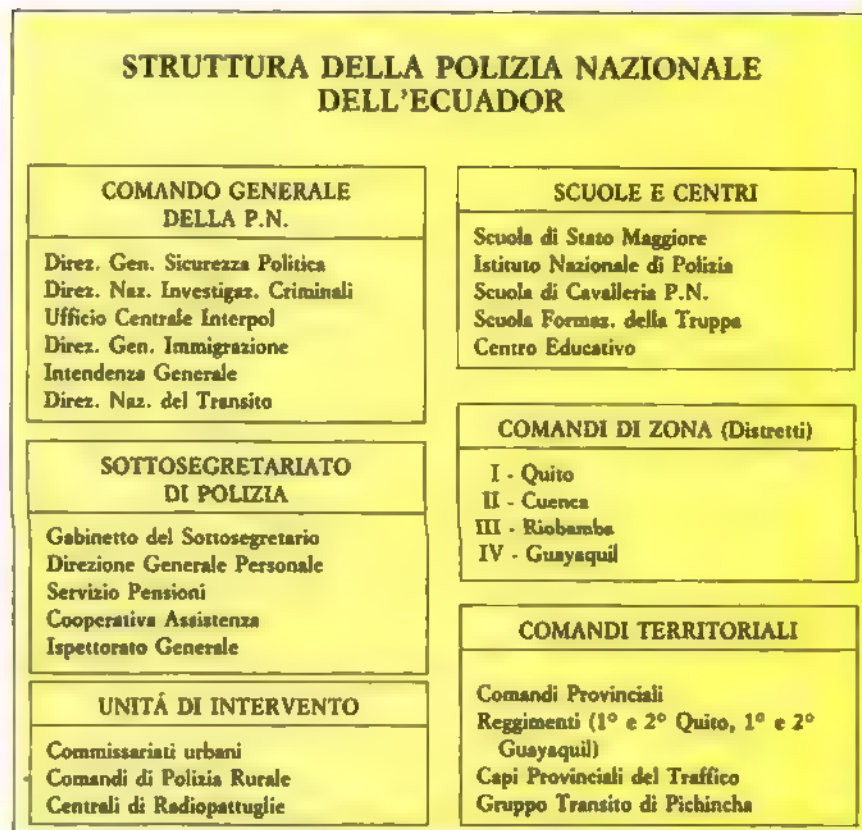 STRUTTURA DELLA POLIZIA NAZIONALE
DELL'ECUADOR
COMANDO GENERALE
DELLA P.N.
Direz. Gen. Sicurezza Politica
Direz. Naz. Investigaz. Criminali
Ufficio Centrale Interpol
Direz. Gen. Immigrazione
Intendenza Generale
Direz. Naz. del Transito
SOTTOSEGRETARIATO
DI POLIZIA
Gabinetto del Sottosegretario
Direzione Generale Personale
Servizio Pensioni
Cooperativa Assistenza
Ispettorato Generale
UNITÁ DI INTERVENTO
Commissariati urbani
Comandi di Polizia Rurale
Centrali di Radiopattuglie
SCUOLE E CENTRI
Scuola di Stato Maggiore
Istituto Nazionale di Polizia
Scuola di Cavalleria P.N.
Scuola Formaz. della Truppa
Centro Educativo
COMANDI DI ZONA (Distretti)
I - Quito
II - Cuenca
III - Riobamba
IV - Guayaquil
COMANDI TERRITORIALI
Comandi Provinciali
Reggimenti (1º e 2º Quito, 1º e 2º
Guayaquil)
Capi Provinciali del Traffico
Gruppo Transito di Pichincha